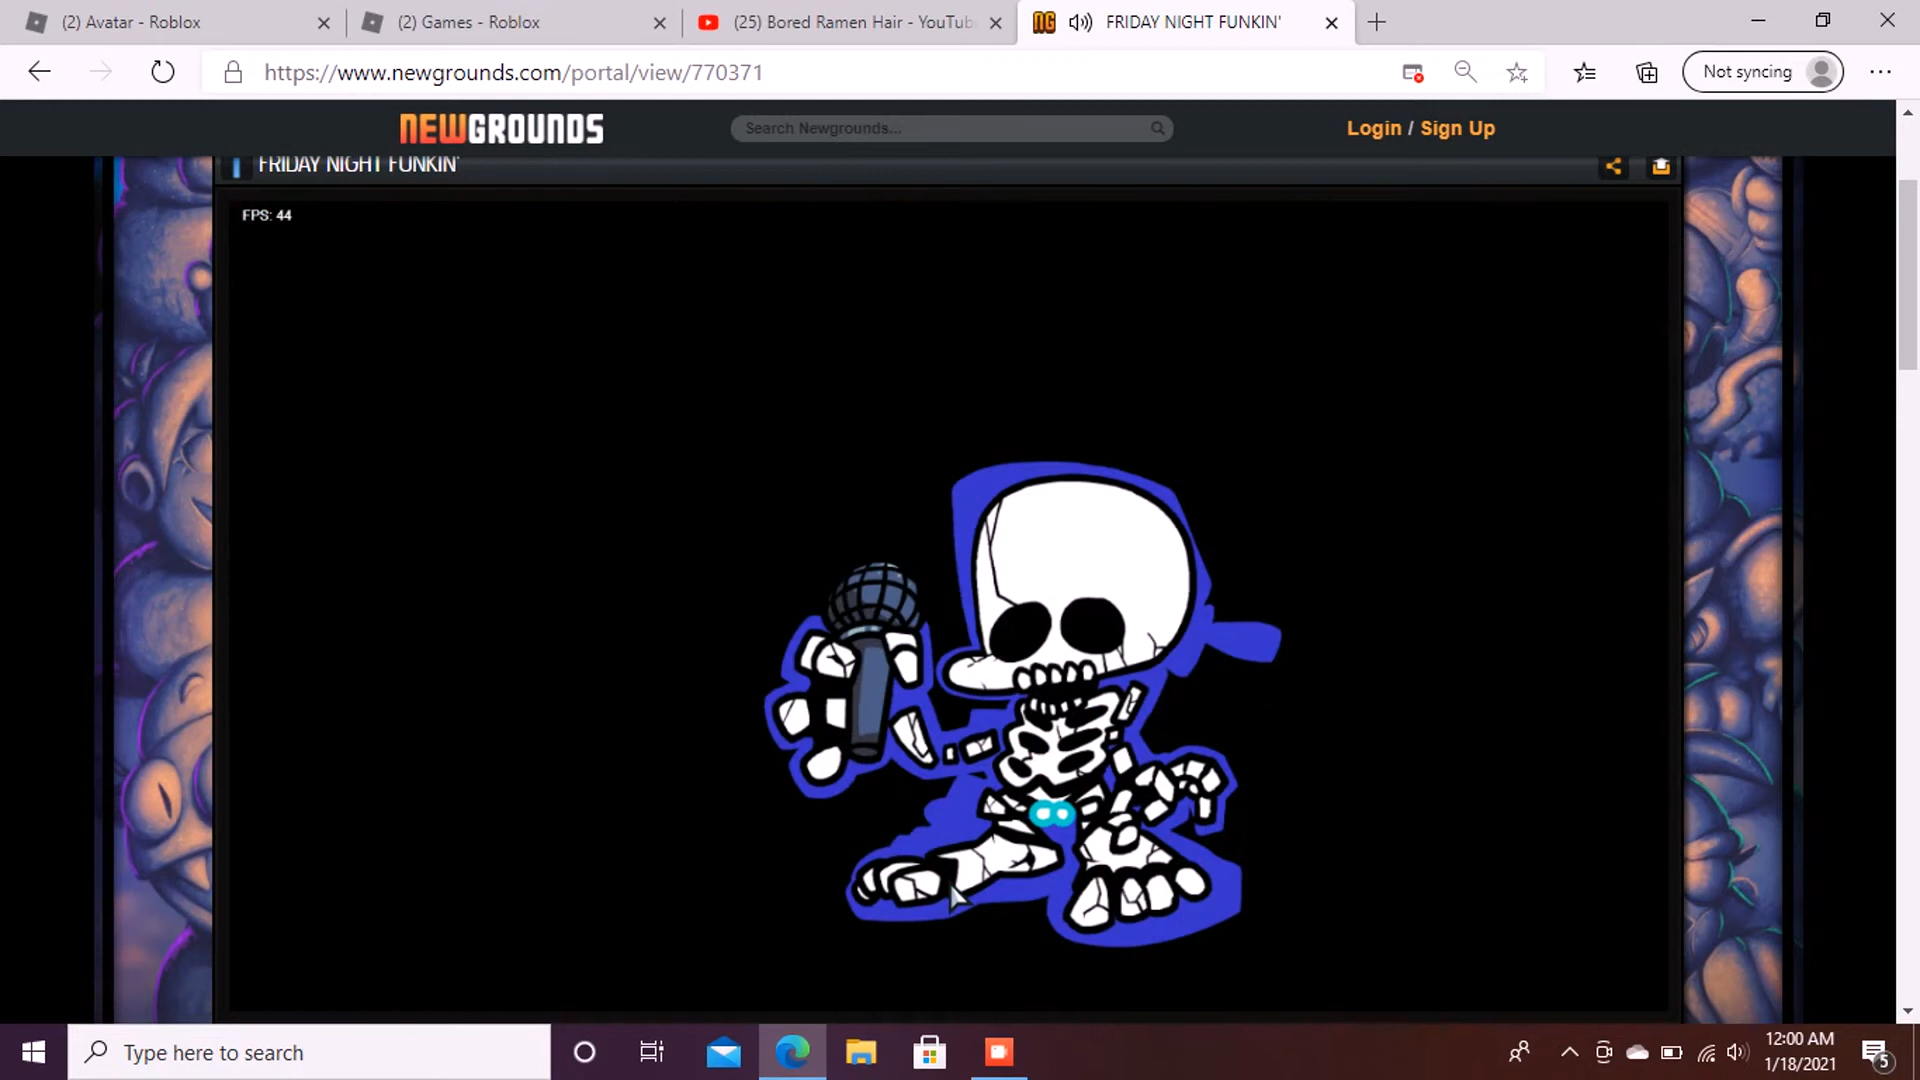 (2) Avatar - Roblox
(2) Games - Roblox
(25) Bored Ramen Hair - YouTub
FRIDAY NIGHT FUNKIN'
https://www.newgrounds.com/portal/view/770371
Not syncing
NEWGROUNDS
Search Newgrounds...
Login / Sign Up
FRIDAY NIGHT FUNKIN'
FPS: 44
Type here to search
12:00 AM
1/18/2021
5